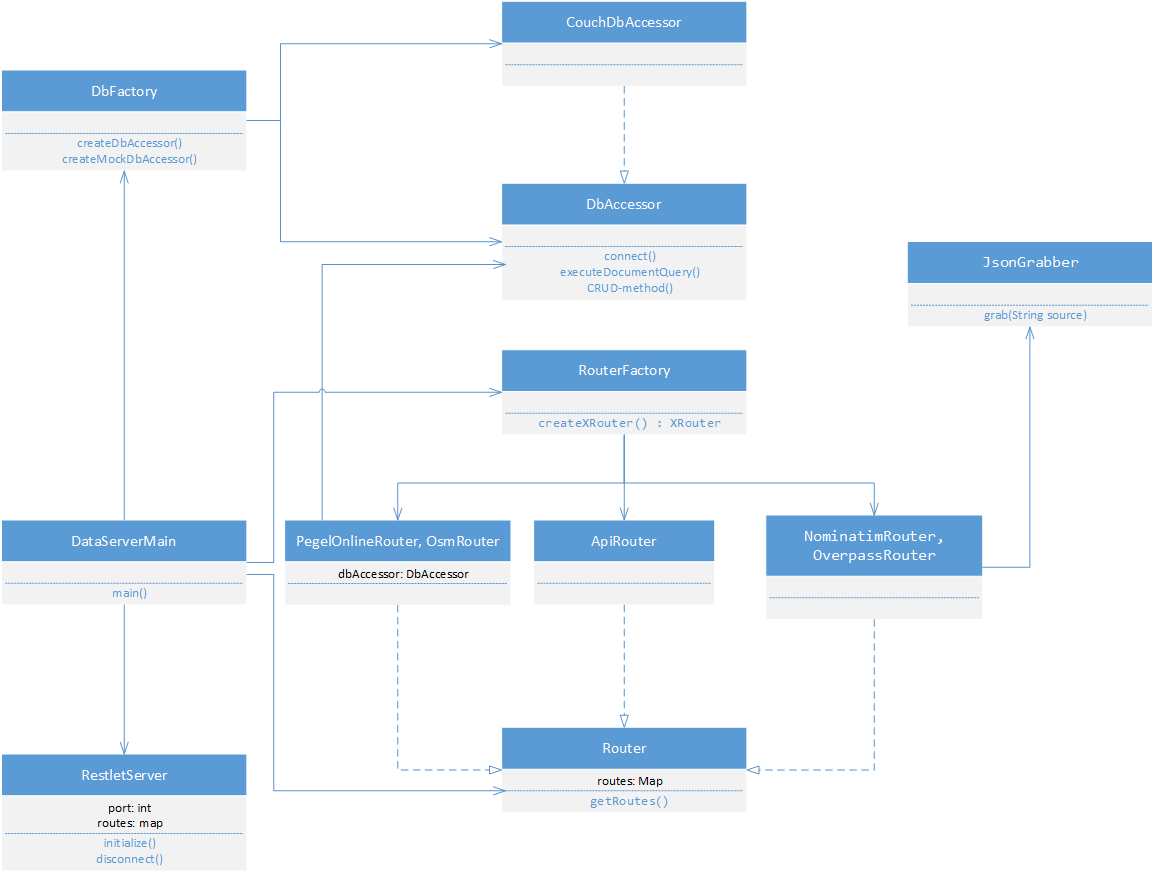 CouchDbAccessor
DbFactory
createDbAccessor()
createMockDbAccessor()
DbAccessor
connect()
executeDocumentQuery()
CRUD-method()
JsonGrabber
grab(String source)
RouterFactory
createXRouter() : XRouter
DataServerMain
main()
PegelOnlineRouter, OsmRouter
dbAccessor: DbAccessor
ApiRouter
NominatimRouter,
OverpassRouter
Router
routes: Map
getRoutes()
RestletServer
port: int
routes: map
initialize()
disconnect()